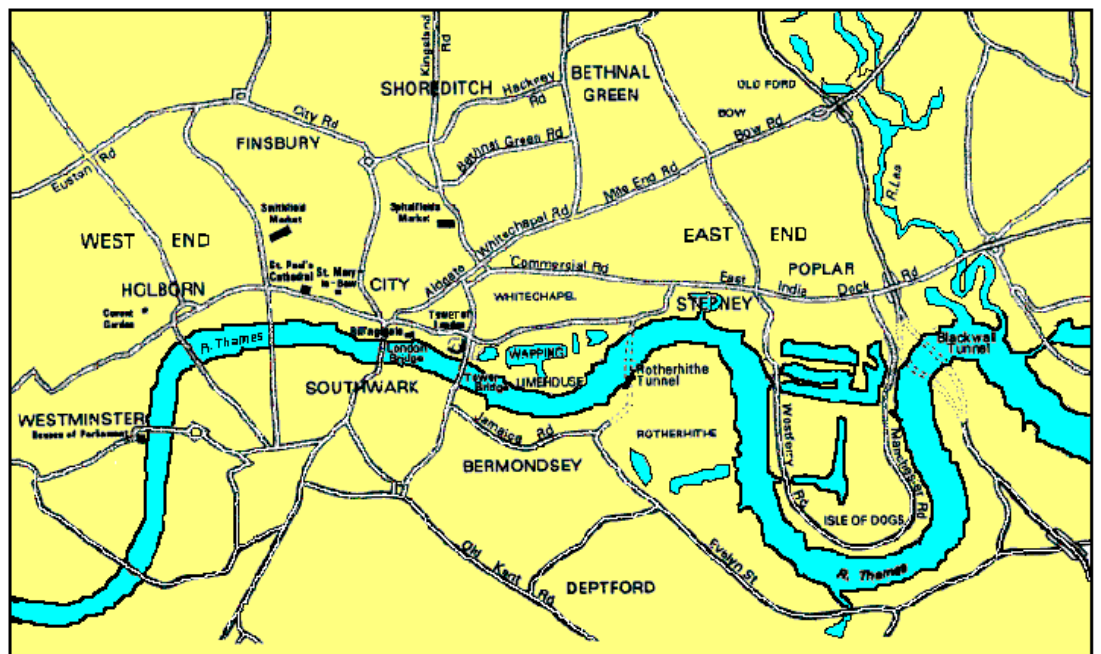 Kingsland
Rd
SHOREDITCH
Hackney
Rd
BETHNAL
GREEN
OLD FORD
BOW
Bow Rd
City Rd
FINSBURY
Bethnal Green Rd
Euston Rd
Mile End Rd
R.Lea
Smithfield
Market
Spitalfields
Market
Whitechapel Rd
WEST END
EAST END
St. Paul's
Cathedral
St. Mary
le-Bow
CITY
Aldgate
Commercial Rd
East
India
Dock
Rd
POPLAR
HOLBORN
WHITECHAPEL
STEPNEY
Covent
Garden
Tower of
London
Billingsgate
R. Thames
London
Bridge
WAPPING
Blackwall
Tunnel
SOUTHWARK
Tower
Bridge
LIMEHOUSE
Rotherhithe
Tunnel
WESTMINSTER
Houses of Parliament
Jamaica Rd
ROTHERHITHE
Westferry
Rd
Manchester Rd
BERMONDSEY
ISLE OF DOGS
Old Kent Rd
Evelyn St
R. Thames
DEPTFORD